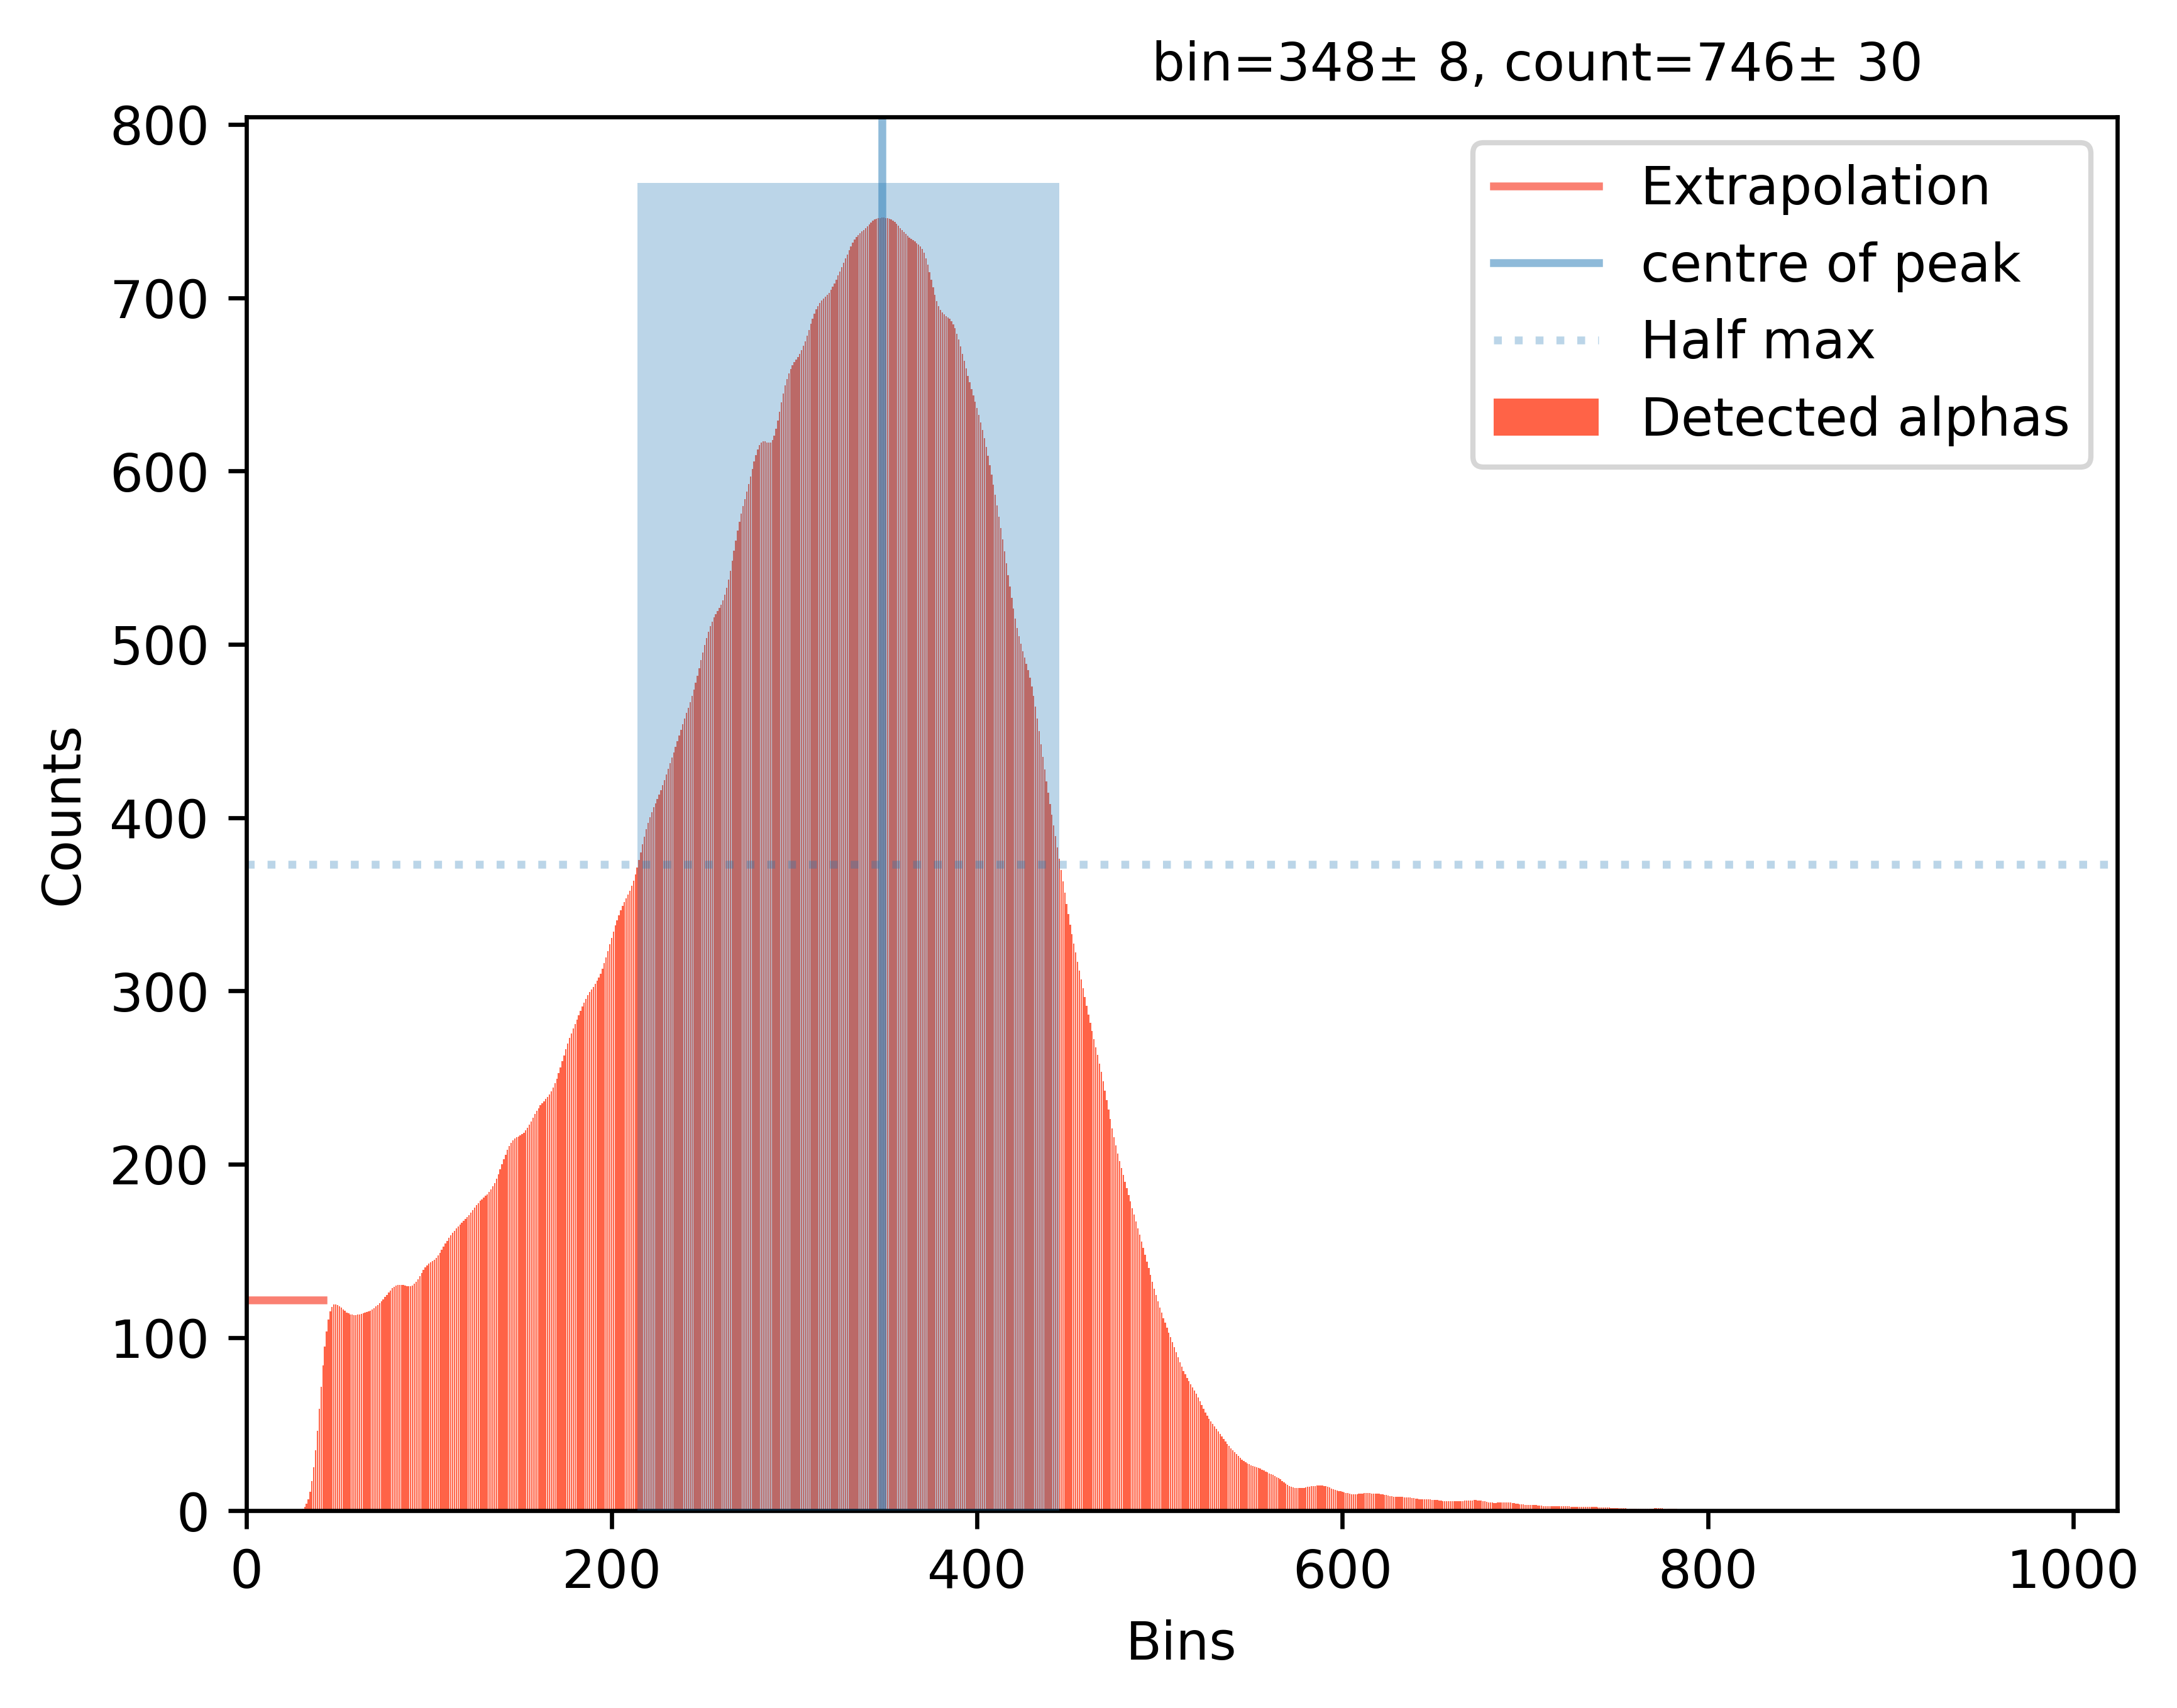 bin=348± 8, count=746± 30
800
700
600
500
400
300
200
100
0
Counts
Extrapolation
centre of peak
Half max
Detected alphas
0 200 400 600 800 1000
Bins